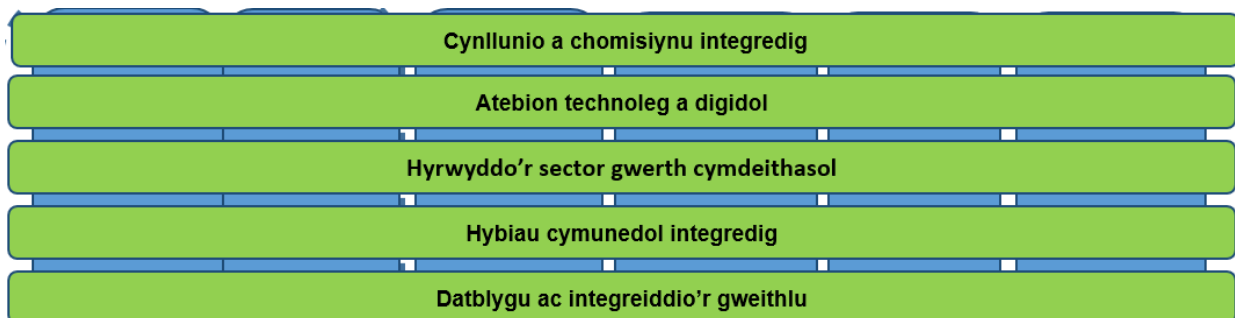 Cynllunio a chomisiynu integredig
Atebion technoleg a digidol
Hyrwyddo’r sector gwerth cymdeithasol
Hybiau cymunedol integredig
Datblygu ac integreiddio’r gweithlu